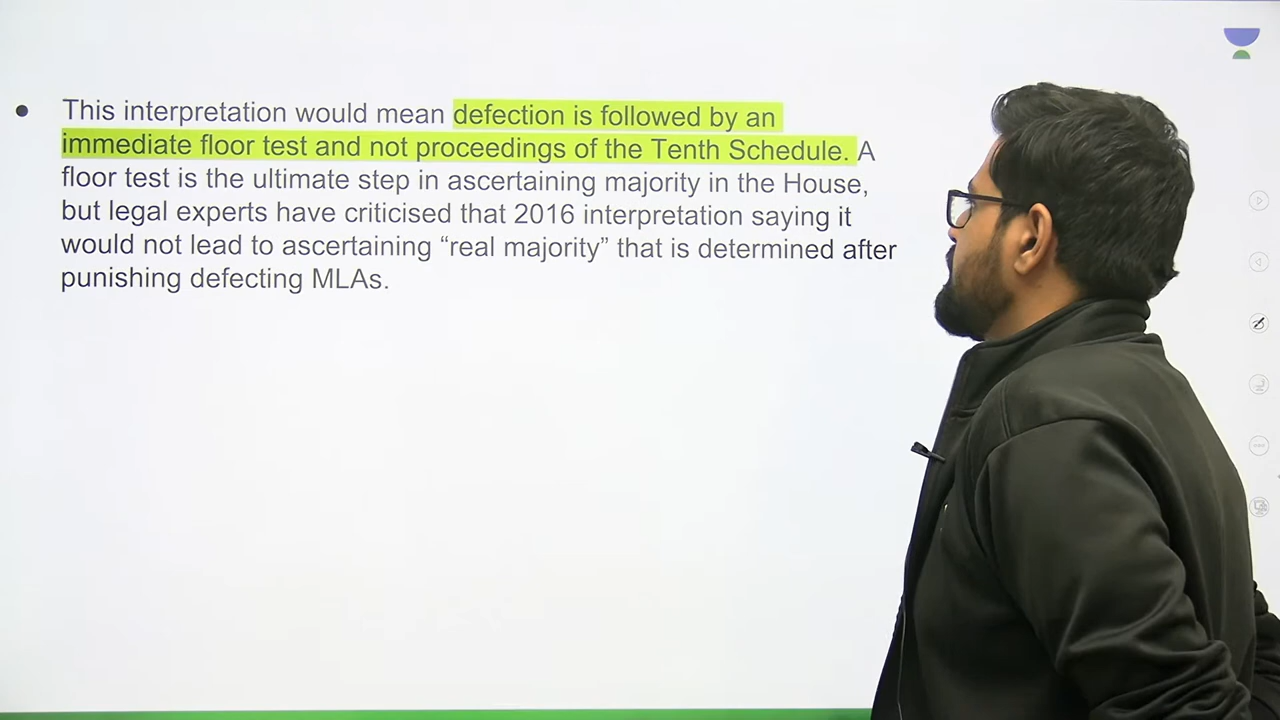 This interpretation would mean defection is followed by an
immediate floor test and not proceedings of the Tenth Schedule. A
floor test is the ultimate step in ascertaining majority in the House,
but legal experts have criticised that 2016 interpretation saying it
would not lead to ascertaining “real majority” that is determined after
punishing defecting MLAs.